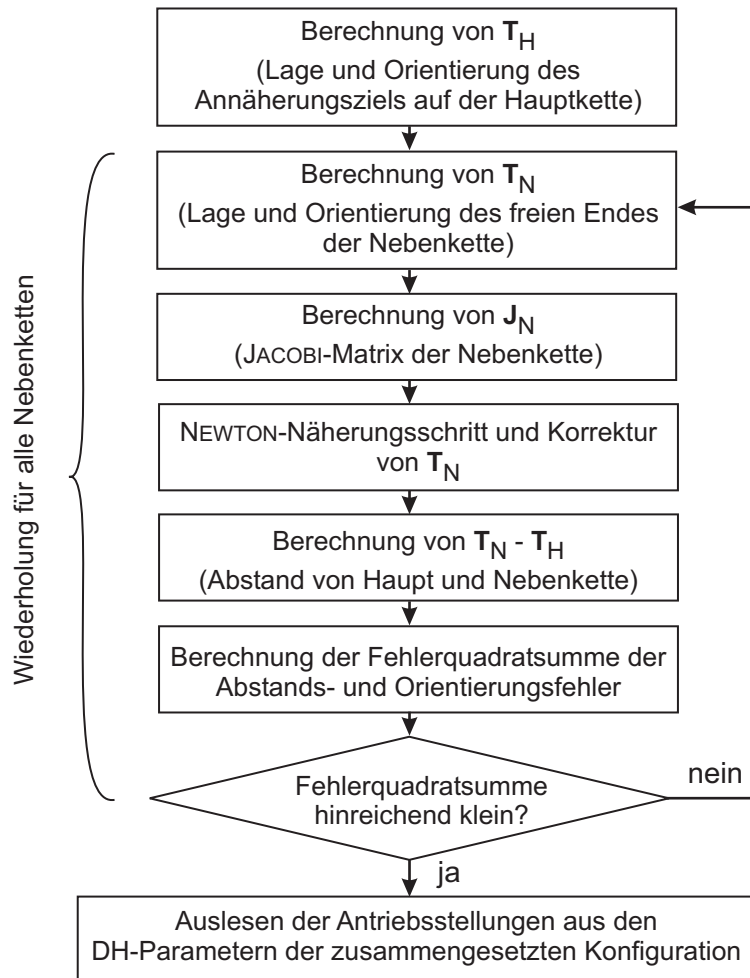 Berechnung von T_H
(Lage und Orientierung des
Annäherungsziels auf der Hauptkette)
Berechnung von T_N
(Lage und Orientierung des freien Endes
der Nebenkette)
Berechnung von J_N
(JACOBI-Matrix der Nebenkette)
NEWTON-Näherungsschritt und Korrektur
von T_N
Berechnung von T_N - T_H
(Abstand von Haupt und Nebenkette)
Berechnung der Fehlerquadratsumme der
Abstands- und Orientierungsfehler
Fehlerquadratsumme
hinreichend klein?
nein
ja
Auslesen der Antriebsstellungen aus den
DH-Parametern der zusammengesetzten Konfiguration
Wiederholung für alle Nebenketten